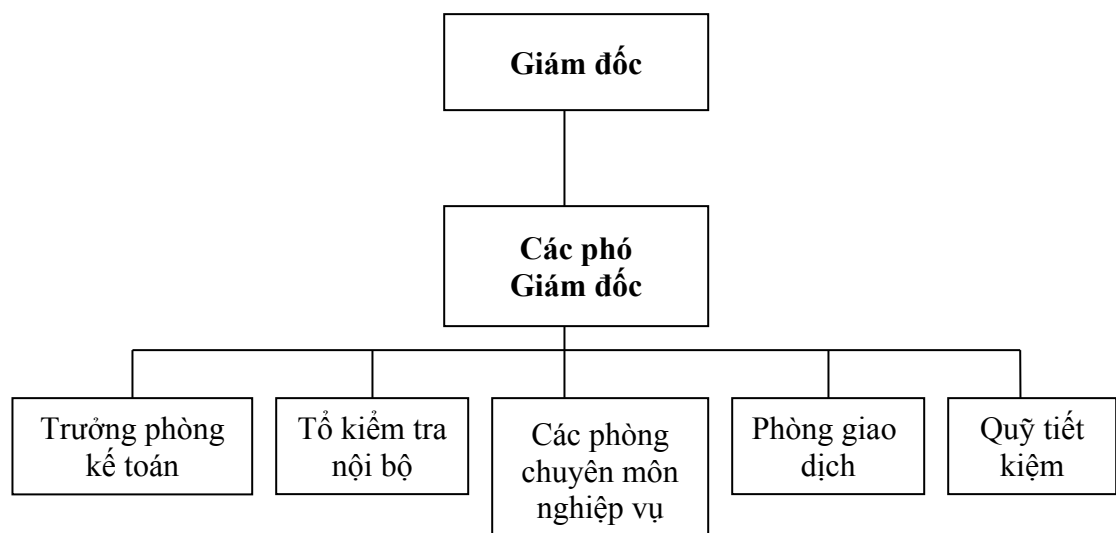 Giám đốc
Các phó
Giám đốc
Trưởng phòng
kế toán
Tổ kiểm tra
nội bộ
Các phòng
chuyên môn
nghiệp vụ
Phòng giao
dịch
Quỹ tiết
kiệm